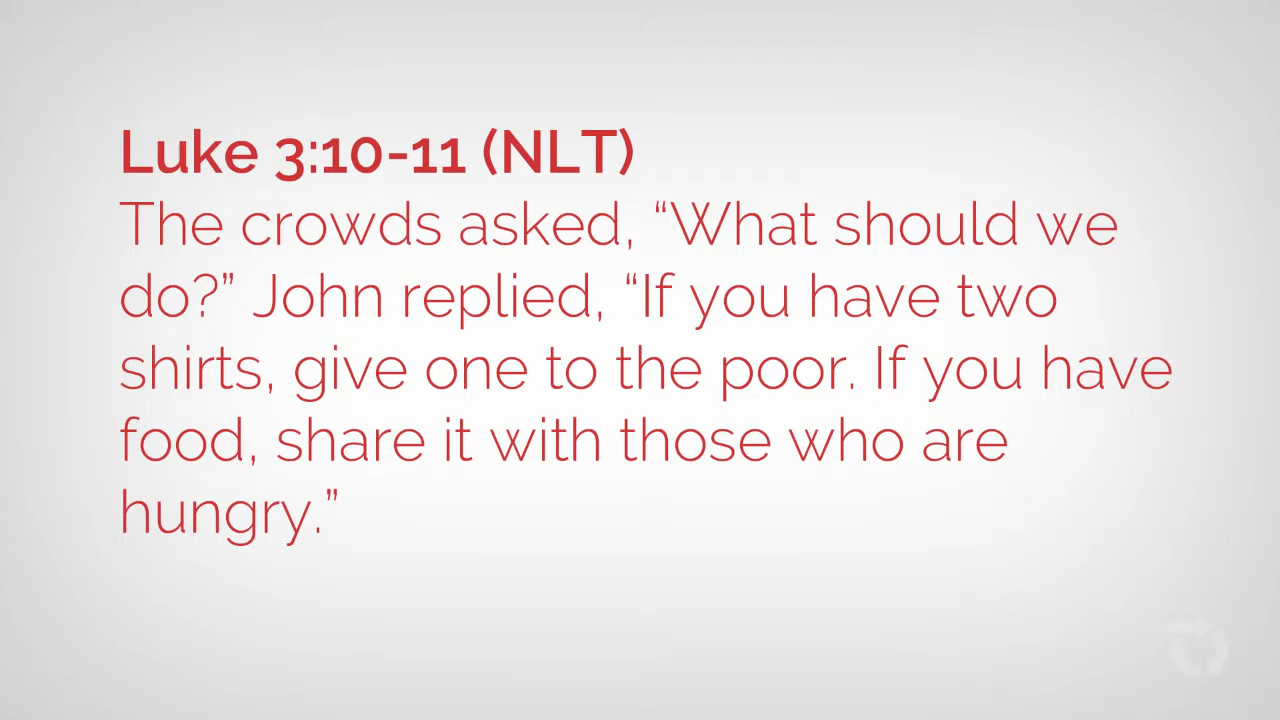 Luke 3:10-11 (NLT)
The crowds asked, “What should we
do?” John replied, “If you have two
shirts, give one to the poor. If you have
food, share it with those who are
hungry.”